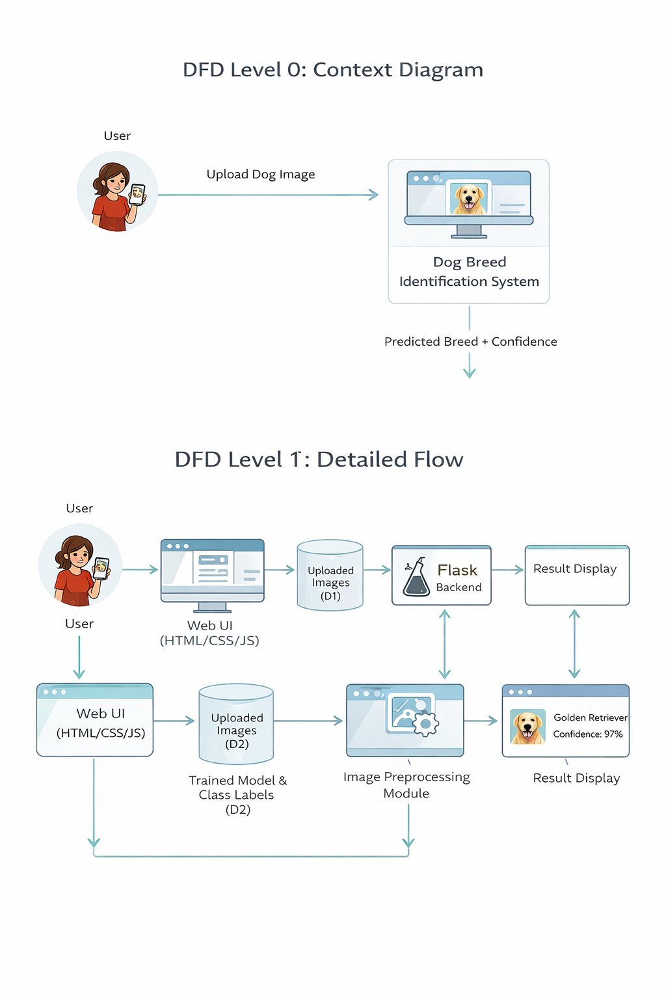 DFD Level 0: Context Diagram
User
Upload Dog Image
Dog Breed
Identification System
Predicted Breed + Confidence
DFD Level 1: Detailed Flow
User
Uploaded
Images
(D1)
Flask
Backend
Result Display
User
Web UI
(HTML/CSS/JS)
Web UI
(HTML/CSS/JS)
Uploaded
Images
(D2)
Golden Retriever
Confidence: 97%
Trained Model &
Class Labels
(D2)
Image Preprocessing
Module
Result Display